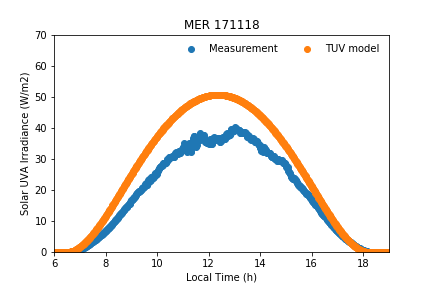 MER 171118
Measurement TUV model
Solar UVA Irradiance (W/m2)
70
60
50
40
30
20
10
0
6 8 10 12 14 16 18
Local Time (h)